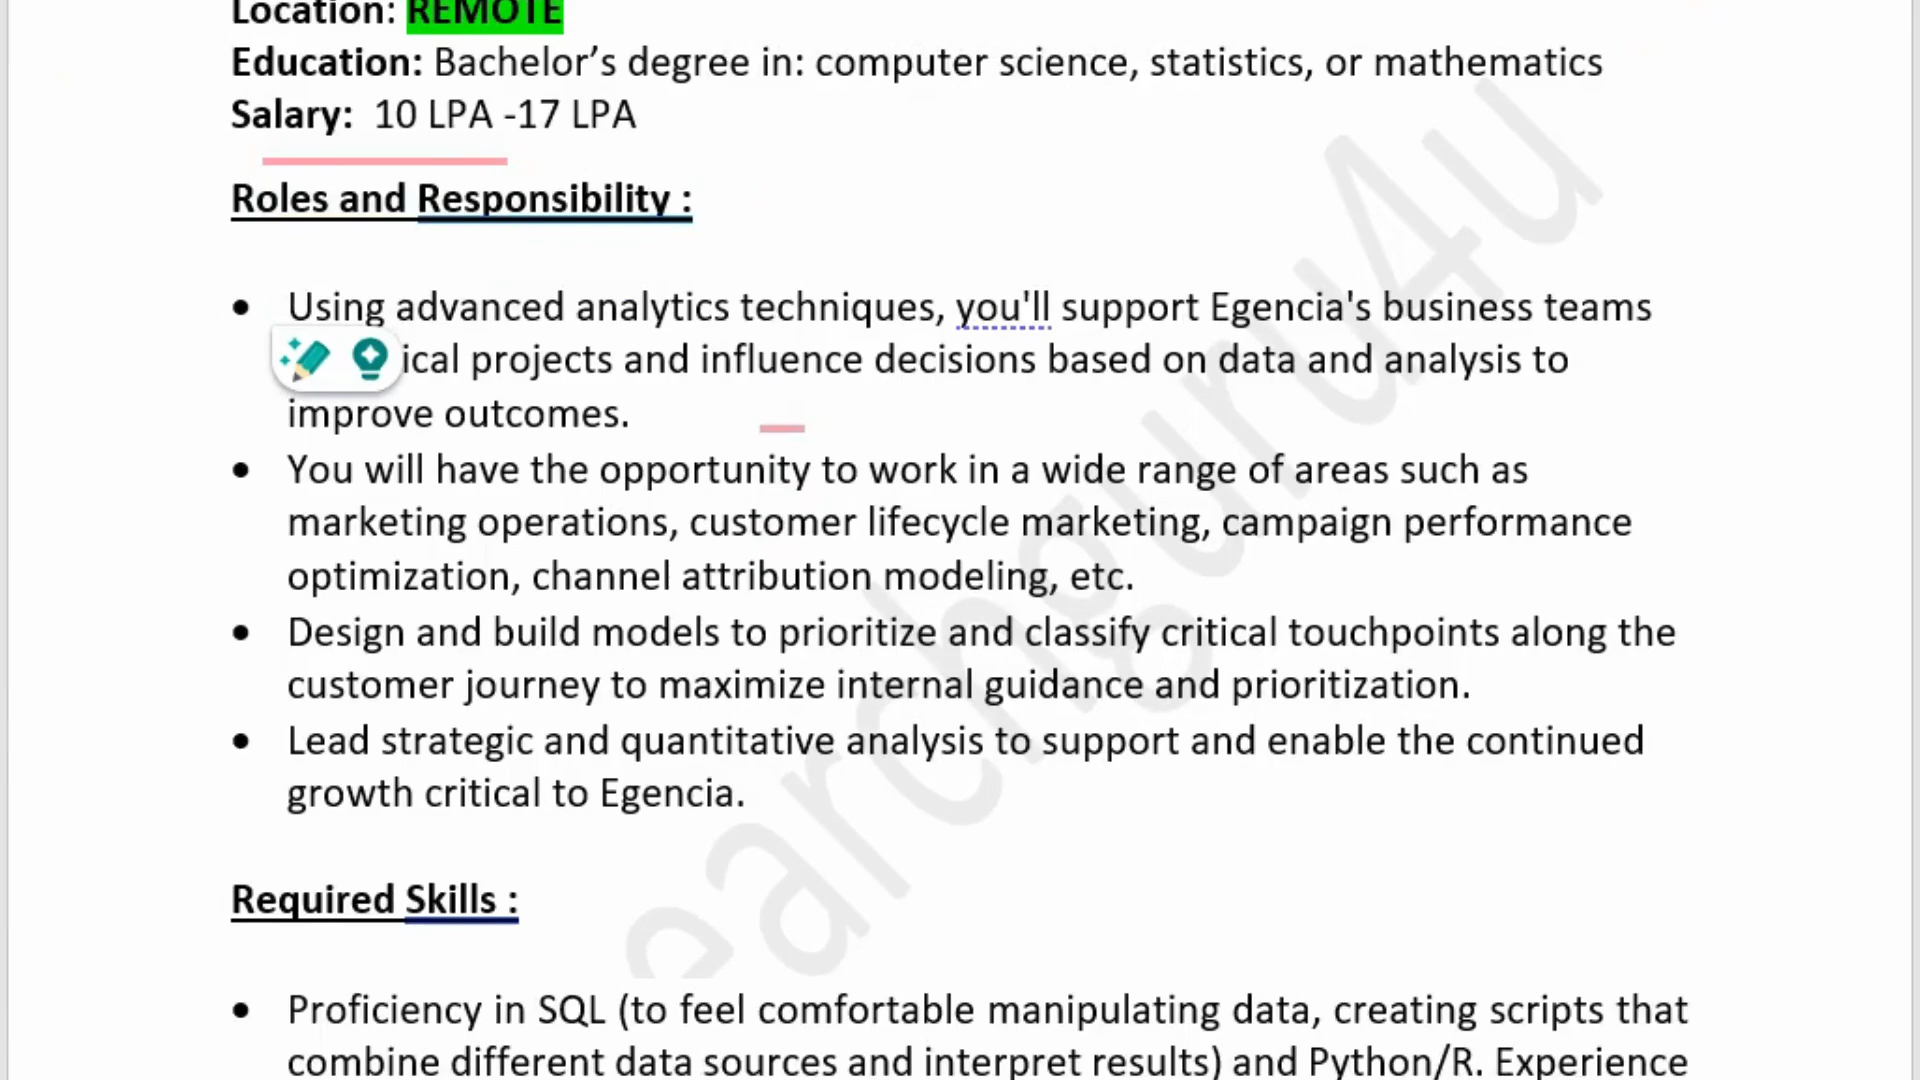 Location: REMOTE
Education: Bachelor’s degree in: computer science, statistics, or mathematics
Salary: 10 LPA -17 LPA
Roles and Responsibility :
• Using advanced analytics techniques, you'll support Egencia's business teams
ical projects and influence decisions based on data and analysis to
improve outcomes.
• You will have the opportunity to work in a wide range of areas such as
marketing operations, customer lifecycle marketing, campaign performance
optimization, channel attribution modeling, etc.
• Design and build models to prioritize and classify critical touchpoints along the
customer journey to maximize internal guidance and prioritization.
• Lead strategic and quantitative analysis to support and enable the continued
growth critical to Egencia.
Required Skills :
• Proficiency in SQL (to feel comfortable manipulating data, creating scripts that
combine different data sources and interpret results) and Python/R. Experience
earchguru4u